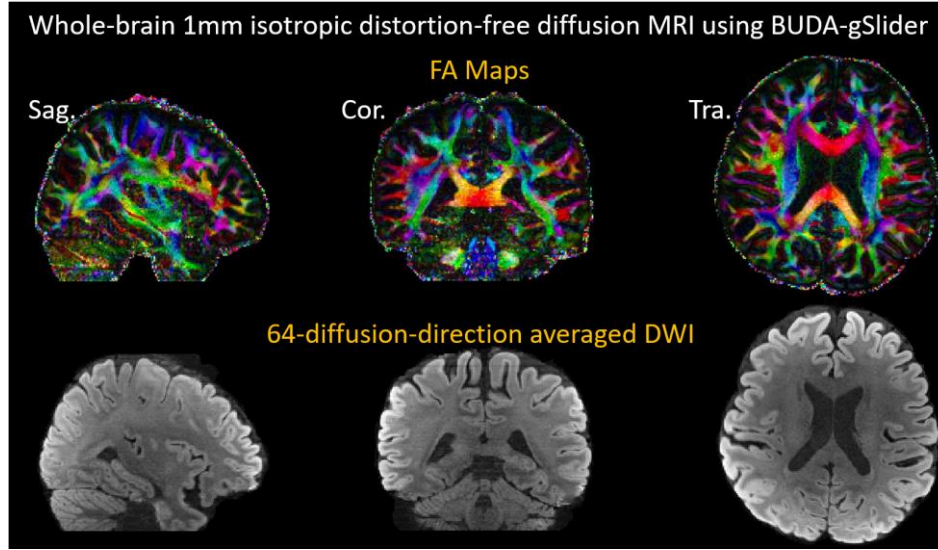 Whole-brain 1mm isotropic distortion-free diffusion MRI using BUDA-gSlider
FA Maps
Sag.
Cor.
Tra.
64-diffusion-direction averaged DWI